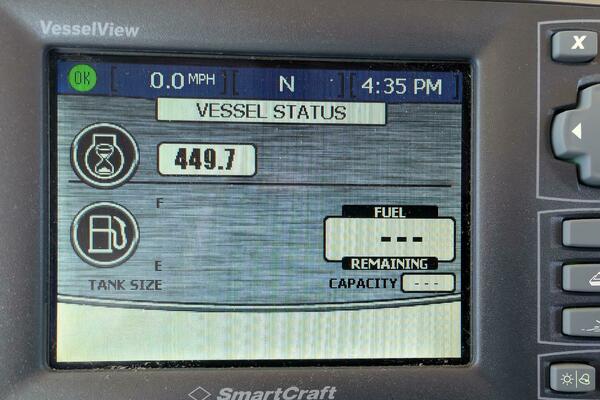 VesselView
OK 0.0 MPH N 4:35 PM
X
VESSEL STATUS
449.7
F
FUEL
---
E
REMAINING
TANK SIZE
CAPACITY ---
SmartCraft